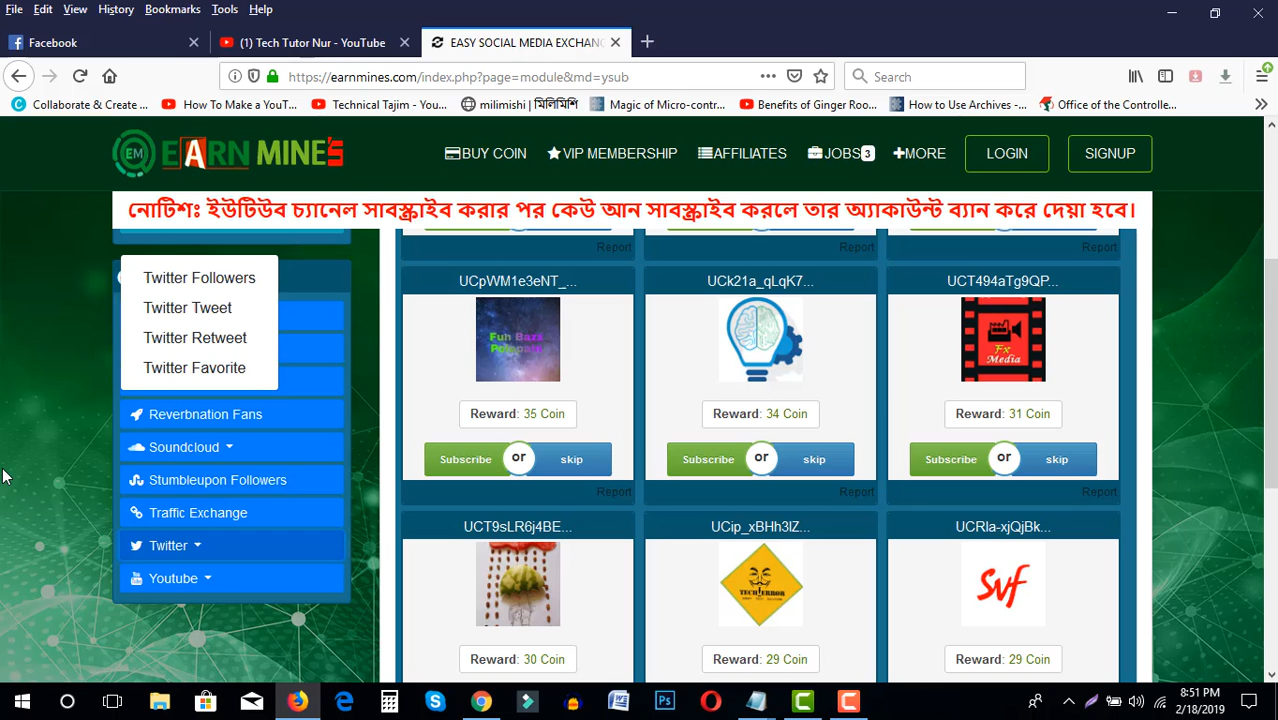 File Edit View History Bookmarks Tools Help
Facebook
(1) Tech Tutor Nur - YouTube
EASY SOCIAL MEDIA EXCHANG
https://earnmines.com/index.php?page=module&md=ysub
Search
Collaborate & Create ...
How To Make a YouT...
Technical Tajim - You...
milimishi | মিলিমিশি
Magic of Micro-contr...
Benefits of Ginger Roo...
How to Use Archives -...
Office of the Controlle...
EM EARN MINE'S
BUY COIN
VIP MEMBERSHIP
AFFILIATES
JOBS 3
MORE
LOGIN
SIGNUP
নোটিশঃ ইউটিউব চ্যানেল সাবস্ক্রাইব করার পর কেউ আন সাবস্ক্রাইব করলে তার অ্যাকাউন্ট ব্যান করে দেয়া হবে।
Twitter Followers
Twitter Tweet
Twitter Retweet
Twitter Favorite
Reverbnation Fans
Soundcloud
Stumbleupon Followers
Traffic Exchange
Twitter
Youtube
Report
Report
Report
UCpWM1e3eNT_...
UCk21a_qLqK7...
UCT494aTg9QP...
Fx
Media
Reward: 35 Coin
Reward: 34 Coin
Reward: 31 Coin
Subscribe or skip
Subscribe or skip
Subscribe or skip
Report
Report
Report
UCT9sLR6j4BE...
UCip_xBHh3lZ...
UCRla-xjQjBk...
TECH ERROR
Svf
Reward: 30 Coin
Reward: 29 Coin
Reward: 29 Coin
8:51 PM
2/18/2019